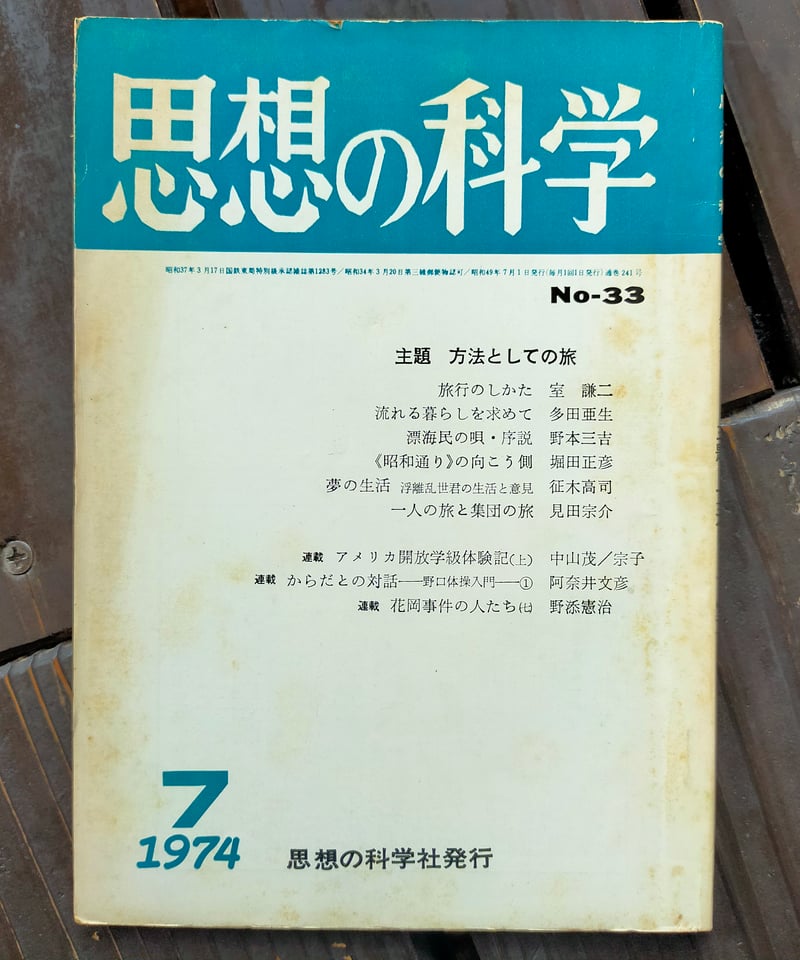 思想の科学
昭和37年3月17日国鉄東局特別級承認雑誌第1283号／昭和34年3月20日第三種郵便物認可／昭和49年7月1日発行(毎月1回1日発行)通巻241号
No-33
主題 方法としての旅
旅行のしかた 室 謙二
流れる暮らしを求めて 多田亜生
漂海民の唄・序説 野本三吉
《昭和通り》の向こう側 堀田正彦
夢の生活 浮離乱世君の生活と意見 征木高司
一人の旅と集団の旅 見田宗介
連載 アメリカ開放学級体験記(上) 中山茂／宗子
連載 からだとの対話──野口体操入門──① 阿奈井文彦
連載 花岡事件の人たち(七) 野添憲治
7
1974
思想の科学社発行